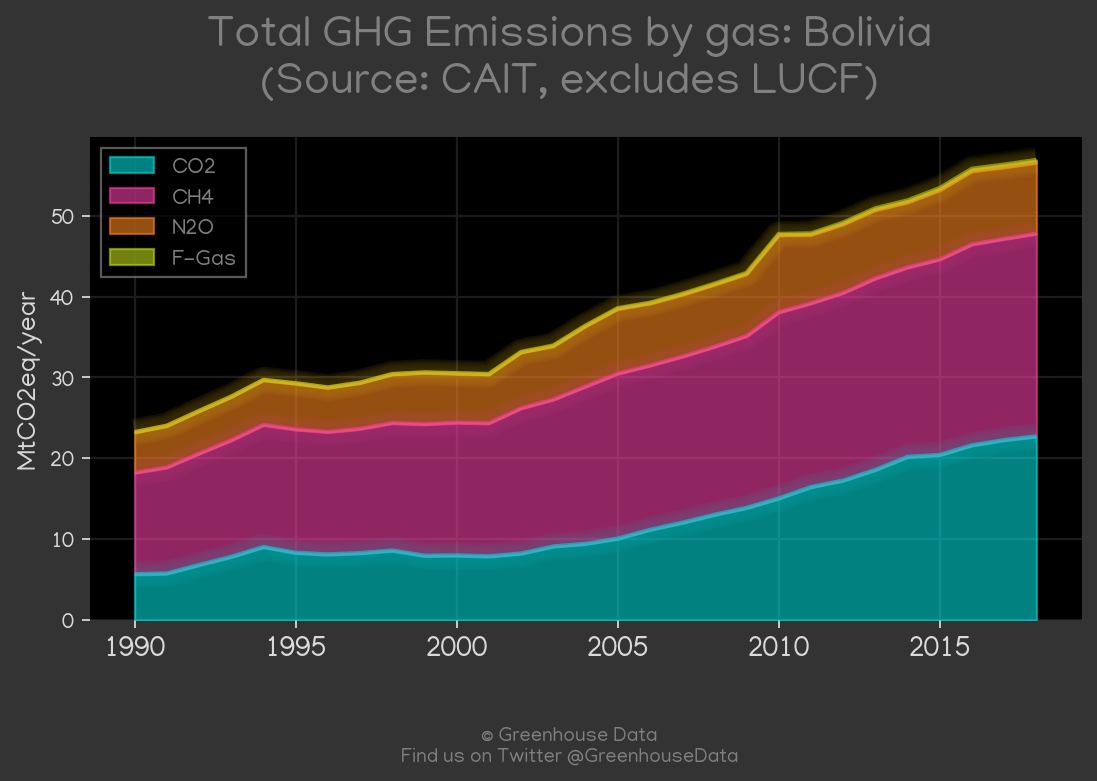 Total GHG Emissions by gas: Bolivia
(Source: CAIT, excludes LUCF)
CO2
CH4
N2O
F-Gas
MtCO2eq/year
50
40
30
20
10
0
1990 1995 2000 2005 2010 2015
© Greenhouse Data
Find us on Twitter @GreenhouseData